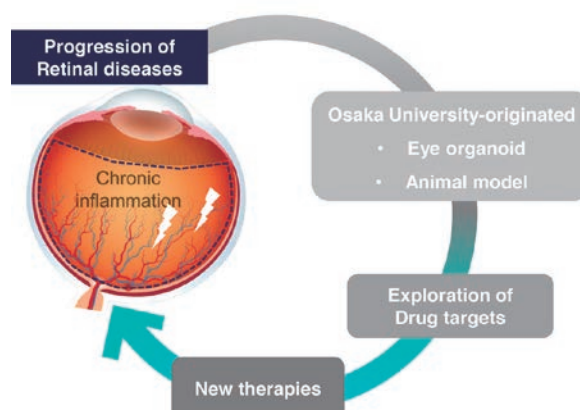 Progression of
Retinal diseases
Chronic
inflammation
Osaka University-originated
• Eye organoid
• Animal model
Exploration of
Drug targets
New therapies